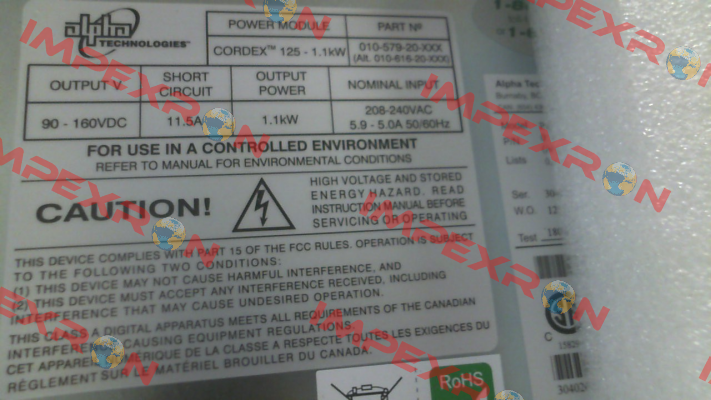 alpha
TECHNOLOGIES™
POWER MODULE
PART Nº
CORDEX™ 125 - 1.1kW
010-579-20-XXX
(Alt. 010-616-20-XXX)
OUTPUT V
SHORT CIRCUIT
OUTPUT POWER
NOMINAL INPUT
90 - 160VDC
11.5A
1.1kW
208-240VAC
5.9 - 5.0A 50/60Hz
FOR USE IN A CONTROLLED ENVIRONMENT
REFER TO MANUAL FOR ENVIRONMENTAL CONDITIONS
CAUTION!
HIGH VOLTAGE AND STORED
ENERGY HAZARD. READ
INSTRUCTION MANUAL BEFORE
SERVICING OR OPERATING
THIS DEVICE COMPLIES WITH PART 15 OF THE FCC RULES. OPERATION IS SUBJECT
TO THE FOLLOWING TWO CONDITIONS:
(1) THIS DEVICE MAY NOT CAUSE HARMFUL INTERFERENCE, AND
(2) THIS DEVICE MUST ACCEPT ANY INTERFERENCE RECEIVED, INCLUDING
INTERFERENCE THAT MAY CAUSE UNDESIRED OPERATION.
THIS CLASS A DIGITAL APPARATUS MEETS ALL REQUIREMENTS OF THE CANADIAN
INTERFERENCE CAUSING EQUIPMENT REGULATIONS.
CET APPAREIL NUMÉRIQUE DE LA CLASSE A RESPECTE TOUTES LES EXIGENCES DU
RÈGLEMENT SUR LE MATÉRIEL BROUILLER DU CANADA.
RoHS
Alpha Tec
Burnaby, BC
Lists
Ser.
W.O. 12
Test
IMPEXRON